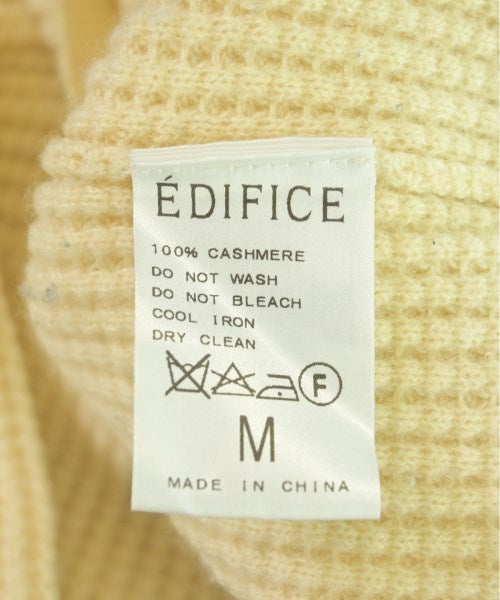 ÉDIFICE
100% CASHMERE
DO NOT WASH
DO NOT BLEACH
COOL IRON
DRY CLEAN
F
M
MADE IN CHINA